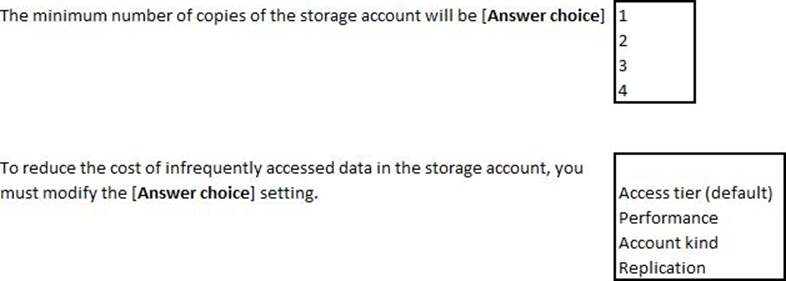 The minimum number of copies of the storage account will be [Answer choice]
1
2
3
4
To reduce the cost of infrequently accessed data in the storage account, you
must modify the [Answer choice] setting.
Access tier (default)
Performance
Account kind
Replication